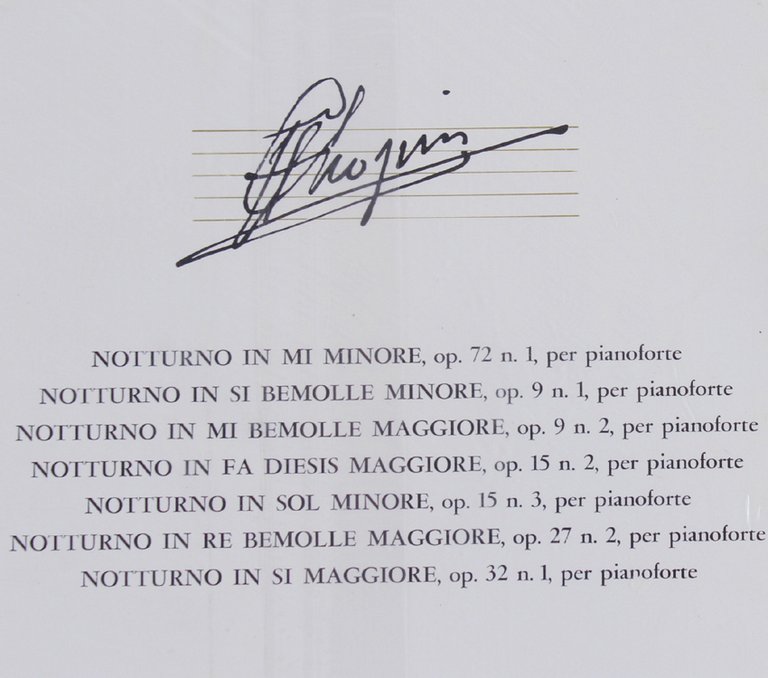 FChopin
NOTTURNO IN MI MINORE, op. 72 n. 1, per pianoforte
NOTTURNO IN SI BEMOLLE MINORE, op. 9 n. 1, per pianoforte
NOTTURNO IN MI BEMOLLE MAGGIORE, op. 9 n. 2, per pianoforte
NOTTURNO IN FA DIESIS MAGGIORE, op. 15 n. 2, per pianoforte
NOTTURNO IN SOL MINORE, op. 15 n. 3, per pianoforte
NOTTURNO IN RE BEMOLLE MAGGIORE, op. 27 n. 2, per pianoforte
NOTTURNO IN SI MAGGIORE, op. 32 n. 1, per pianoforte